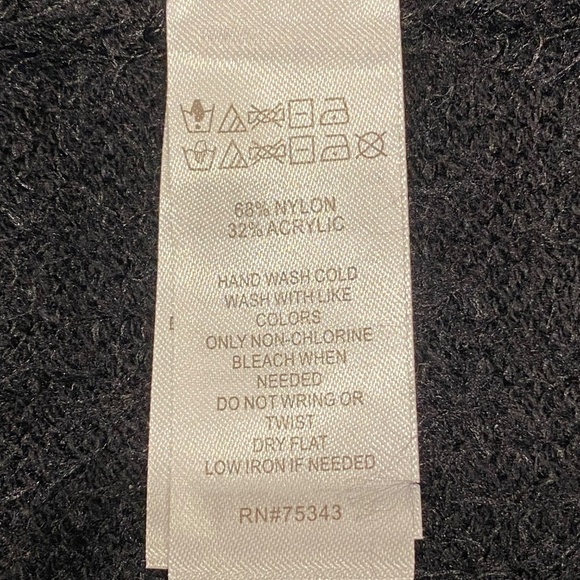 68% NYLON
32% ACRYLIC
HAND WASH COLD
WASH WITH LIKE
COLORS
ONLY NON-CHLORINE
BLEACH WHEN
NEEDED
DO NOT WRING OR
TWIST
DRY FLAT
LOW IRON IF NEEDED
RN#75343